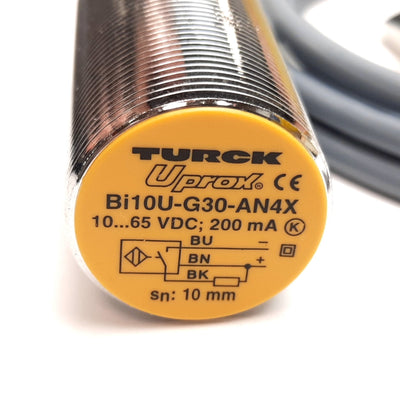 TURCK
Uprox® CE
Bi10U-G30-AN4X
10...65 VDC; 200 mA K
BU –
BN +
BK
sn: 10 mm